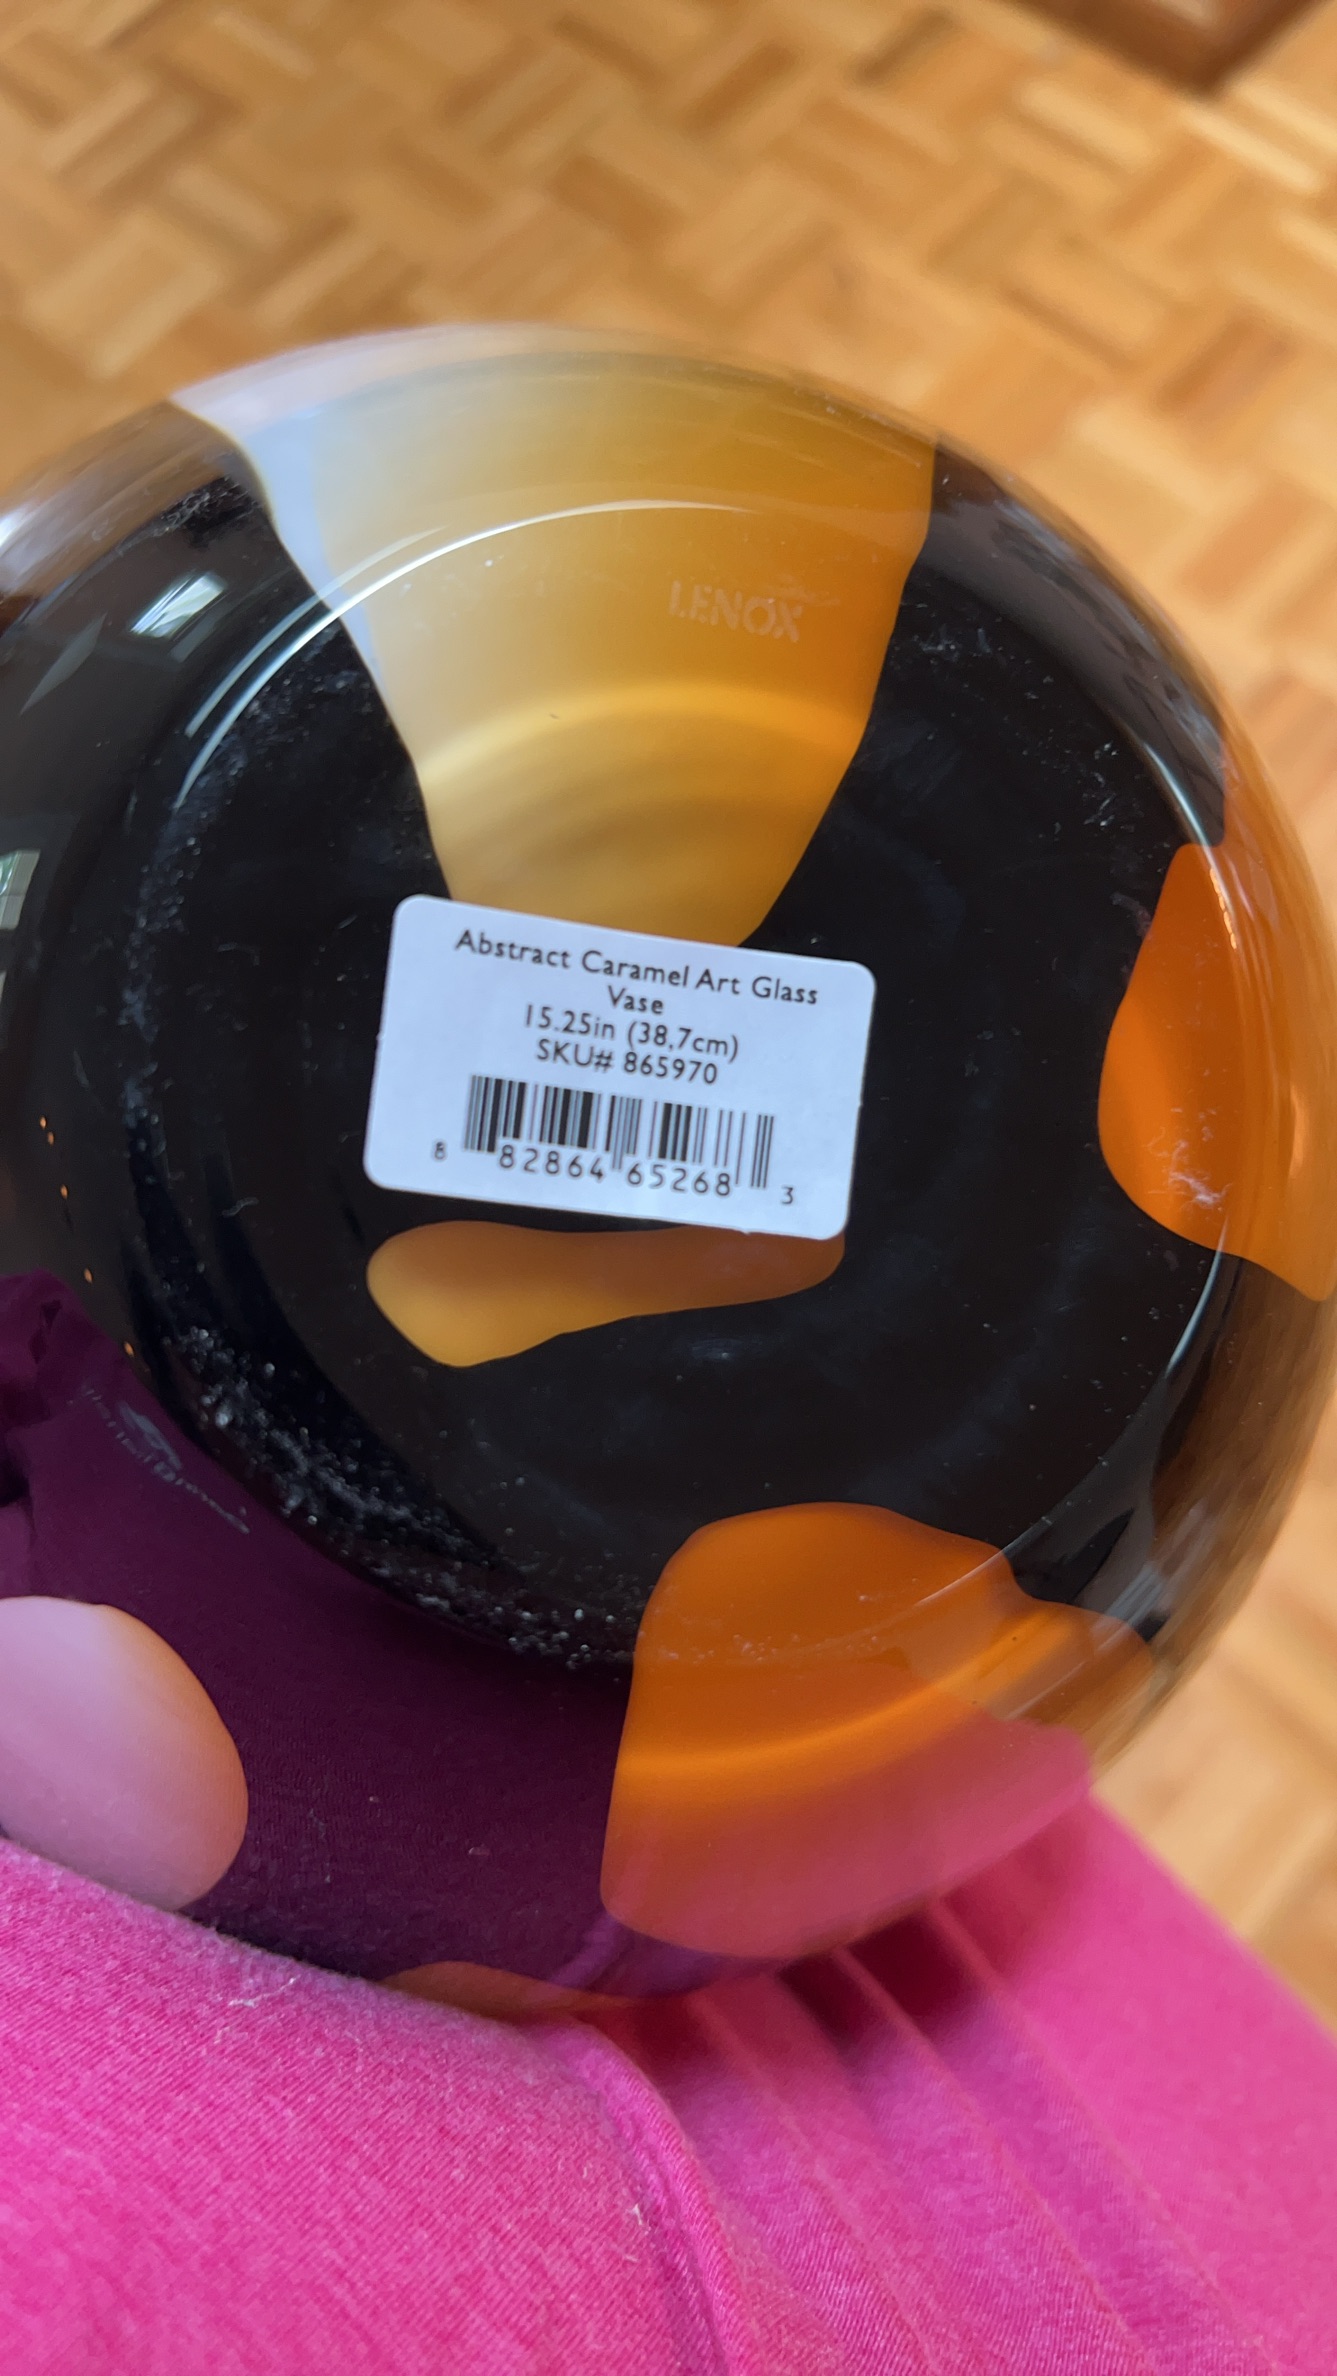 LENOX
Abstract Caramel Art Glass
Vase
15.25in (38,7cm)
SKU# 865970
8 82864 65268 3